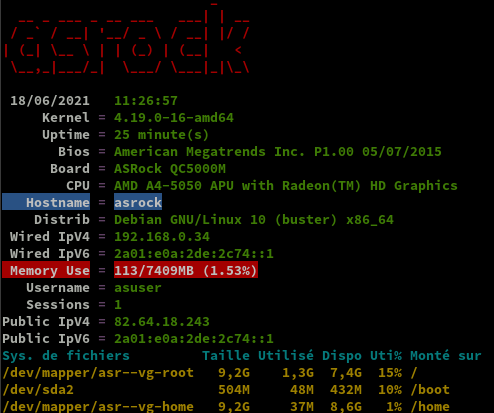 asrock
18/06/2021 11:26:57
Kernel = 4.19.0-16-amd64
Uptime = 25 minute(s)
Bios = American Megatrends Inc. P1.00 05/07/2015
Board = ASRock QC5000M
CPU = AMD A4-5050 APU with Radeon(TM) HD Graphics
Hostname = asrock
Distrib = Debian GNU/Linux 10 (buster) x86_64
Wired IpV4 = 192.168.0.34
Wired IpV6 = 2a01:e0a:2de:2c74::1
Memory Use = 113/7409MB (1.53%)
Username = asuser
Sessions = 1
Public IpV4 = 82.64.18.243
Public IpV6 = 2a01:e0a:2de:2c74::1
Sys. de fichiers Taille Utilisé Dispo Uti% Monté sur
/dev/mapper/asr--vg-root 9,2G 1,3G 7,4G 15% /
/dev/sda2 504M 48M 432M 10% /boot
/dev/mapper/asr--vg-home 9,2G 37M 8,6G 1% /home